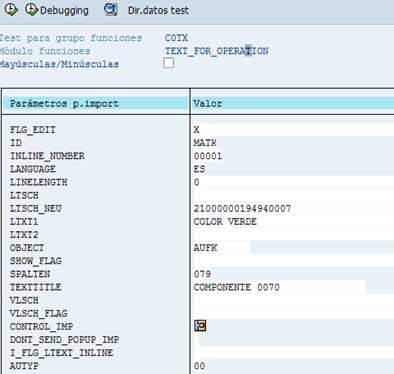 Debugging Dir.datos test
Test para grupo funciones C0TX
Módulo funciones TEXT_FOR_OPERATION
Mayúsculas/Minúsculas
Parámetros p.import Valor
FLG_EDIT X
ID MATK
INLINE_NUMBER 00001
LANGUAGE ES
LINELENGTH 0
LTSCH
LTSCH_NEU 21000000194940007
LTXT1 COLOR VERDE
LTXT2
OBJECT AUFK
SHOW_FLAG
SPALTEN 079
TEXTTITLE COMPONENTE 0070
VLSCH
VLSCH_FLAG
CONTROL_IMP
DONT_SEND_POPUP_IMP
I_FLG_LTEXT_INLINE
AUTYP 00